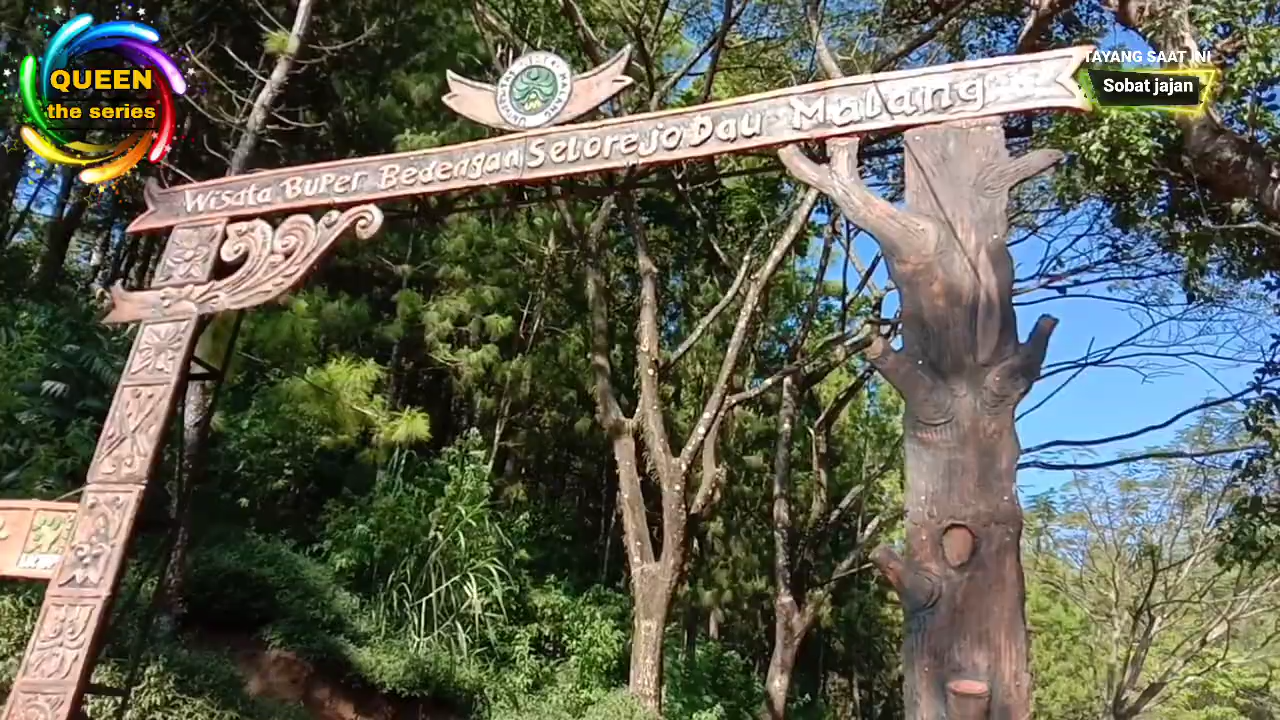 QUEEN
the series
TAYANG SAAT INI
Sobat jajan
Wisata BuPer Bedengan Selorejo Dau Malang